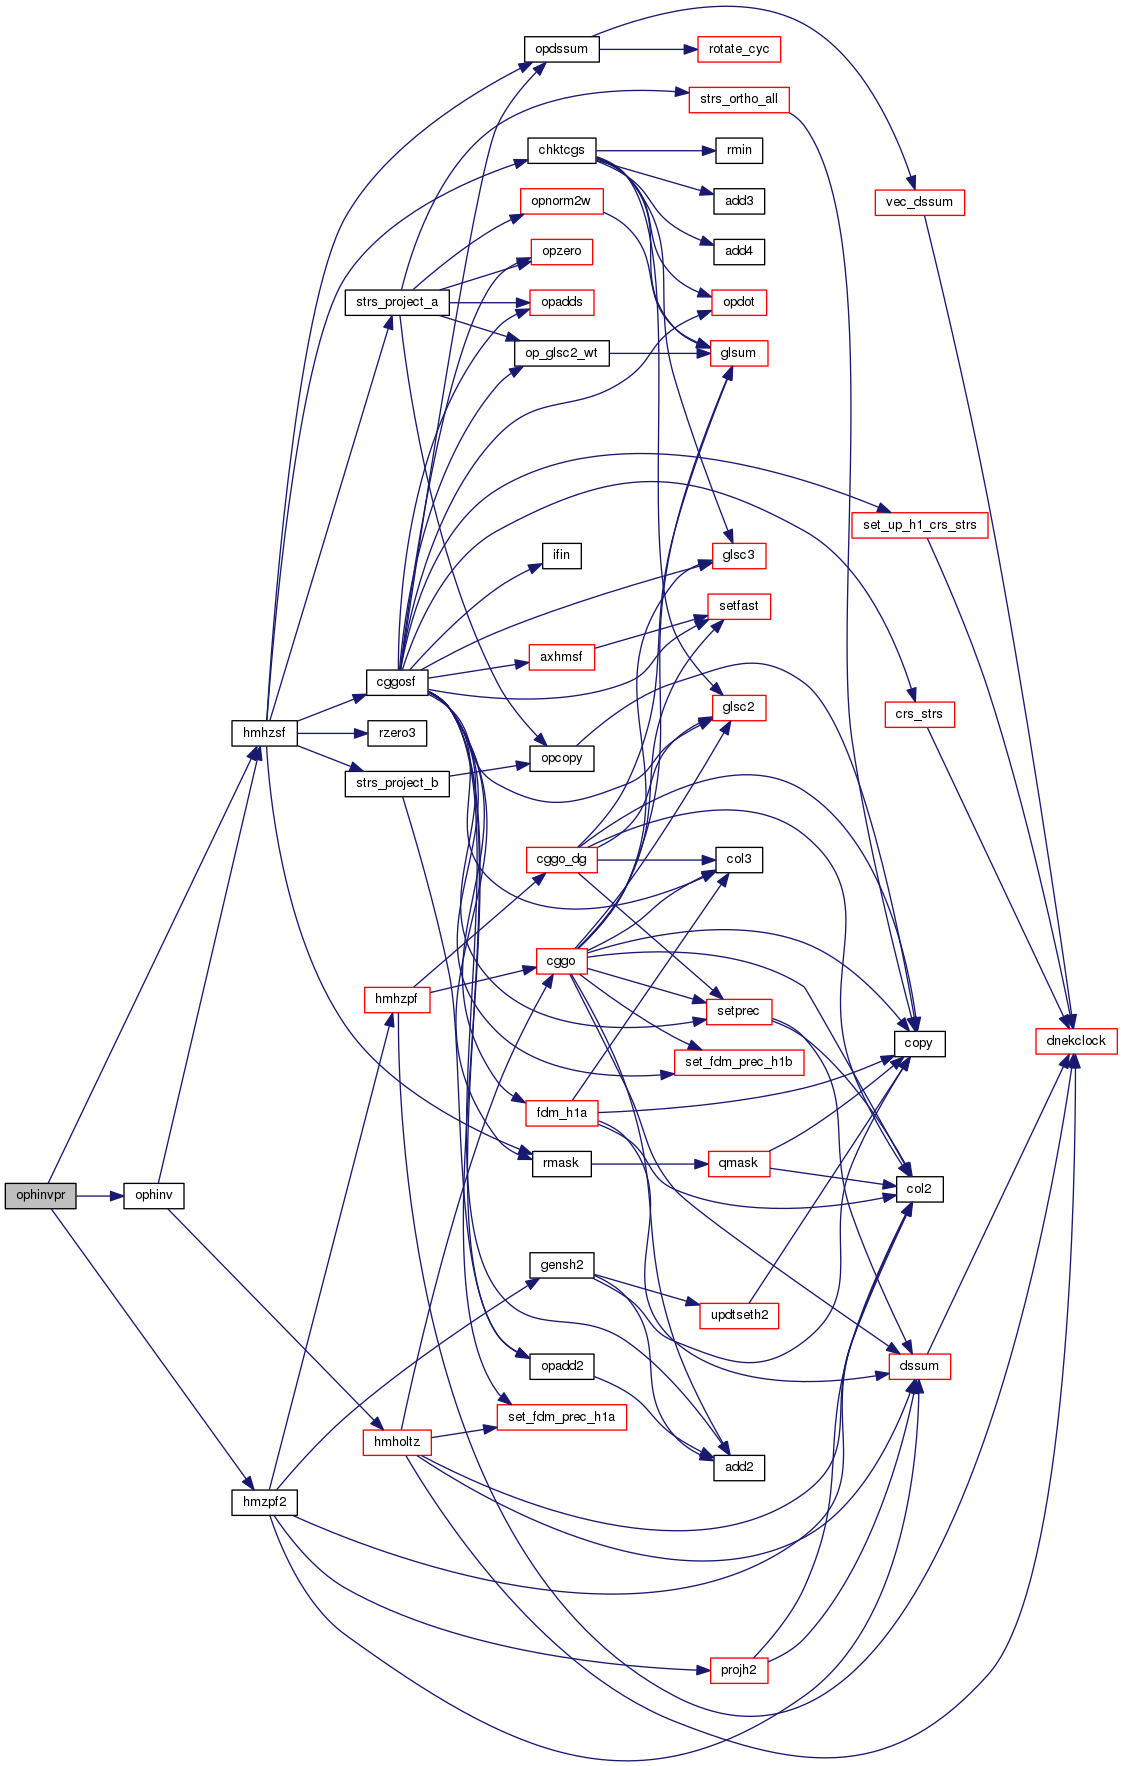 opdssum
rotate_cyc
strs_ortho_all
chktcgs
rmin
opnorm2w
add3
vec_dssum
opzero
add4
strs_project_a
opadds
opdot
op_glsc2_wt
glsum
set_up_h1_crs_strs
ifin
glsc3
setfast
axhmsf
cggosf
glsc2
crs_strs
hmhzsf
rzero3
opcopy
strs_project_b
cggo_dg
col3
cggo
hmhzpf
setprec
copy
dnekclock
set_fdm_prec_h1b
fdm_h1a
rmask
qmask
ophinvpr
ophinv
col2
gensh2
updtseth2
opadd2
dssum
set_fdm_prec_h1a
hmholtz
add2
hmzpf2
projh2